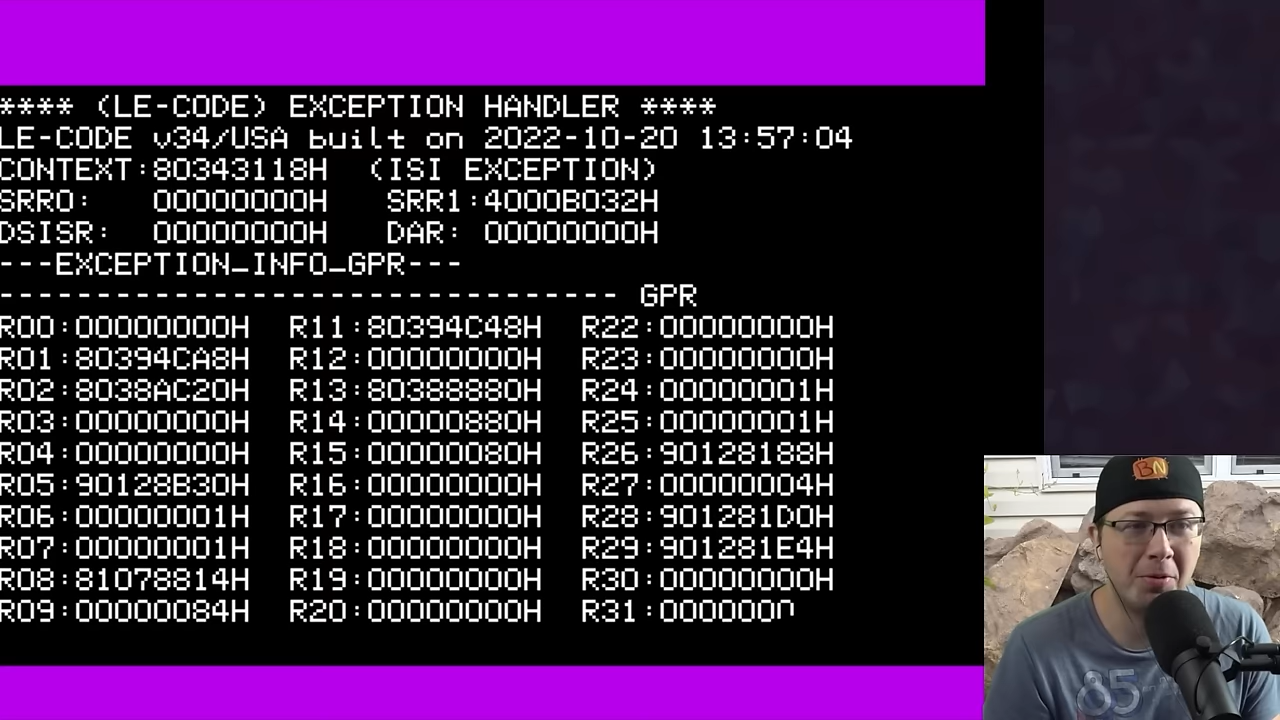 **** (LE-CODE) EXCEPTION HANDLER ****
LE-CODE v34/USA built on 2022-10-20 13:57:04
CONTEXT:80343118H (ISI EXCEPTION)
SRR0: 00000000H SRR1:4000B032H
DSISR: 00000000H DAR: 00000000H
---EXCEPTION_INFO_GPR---
-------------------------------- GPR
R00:00000000H R11:80394C48H R22:00000000H
R01:80394CA8H R12:00000000H R23:00000000H
R02:8038AC20H R13:80388880H R24:00000001H
R03:00000000H R14:00000880H R25:00000001H
R04:00000000H R15:00000080H R26:90128188H
R05:90128B30H R16:00000000H R27:00000004H
R06:00000001H R17:00000000H R28:901281D0H
R07:00000001H R18:00000000H R29:901281E4H
R08:81078814H R19:00000000H R30:00000000H
R09:00000084H R20:00000000H R31:0000000
BN
85